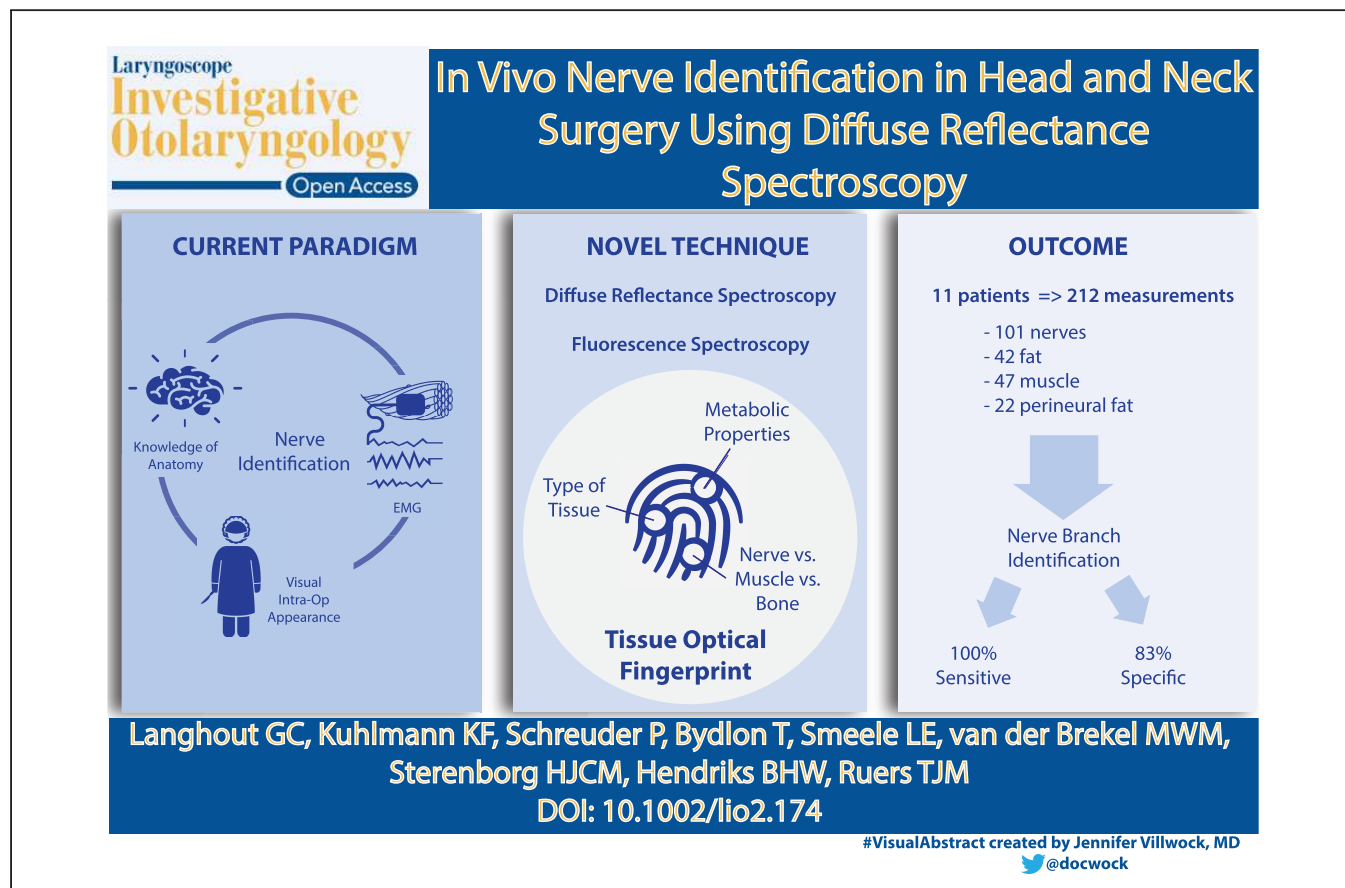 Laryngoscope
Investigative
Otolaryngology
Open Access
In Vivo Nerve Identification in Head and Neck
Surgery Using Diffuse Reflectance
Spectroscopy
CURRENT PARADIGM
Knowledge of
Anatomy
Nerve
Identification
EMG
Visual
Intra-Op
Appearance
NOVEL TECHNIQUE
Diffuse Reflectance Spectroscopy
Fluorescence Spectroscopy
Metabolic
Properties
Type of
Tissue
Nerve vs.
Muscle vs.
Bone
Tissue Optical
Fingerprint
OUTCOME
11 patients => 212 measurements
- 101 nerves
- 42 fat
- 47 muscle
- 22 perineural fat
Nerve Branch
Identification
100%
Sensitive
83%
Specific
Langhout GC, Kuhlmann KF, Schreuder P, Bydlon T, Smeele LE, van der Brekel MWM,
Sterenborg HJCM, Hendriks BHW, Ruers TJM
DOI: 10.1002/lio2.174
#VisualAbstract created by Jennifer Villwock, MD
@docwock